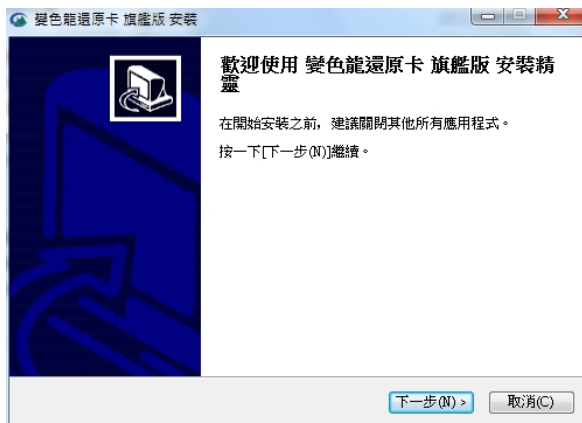 變色龍還原卡 旗艦版 安裝
歡迎使用 變色龍還原卡 旗艦版 安裝精
靈
在開始安裝之前，建議關閉其他所有應用程式。
按一下[下一步(N)]繼續。
下一步(N) >
取消(C)